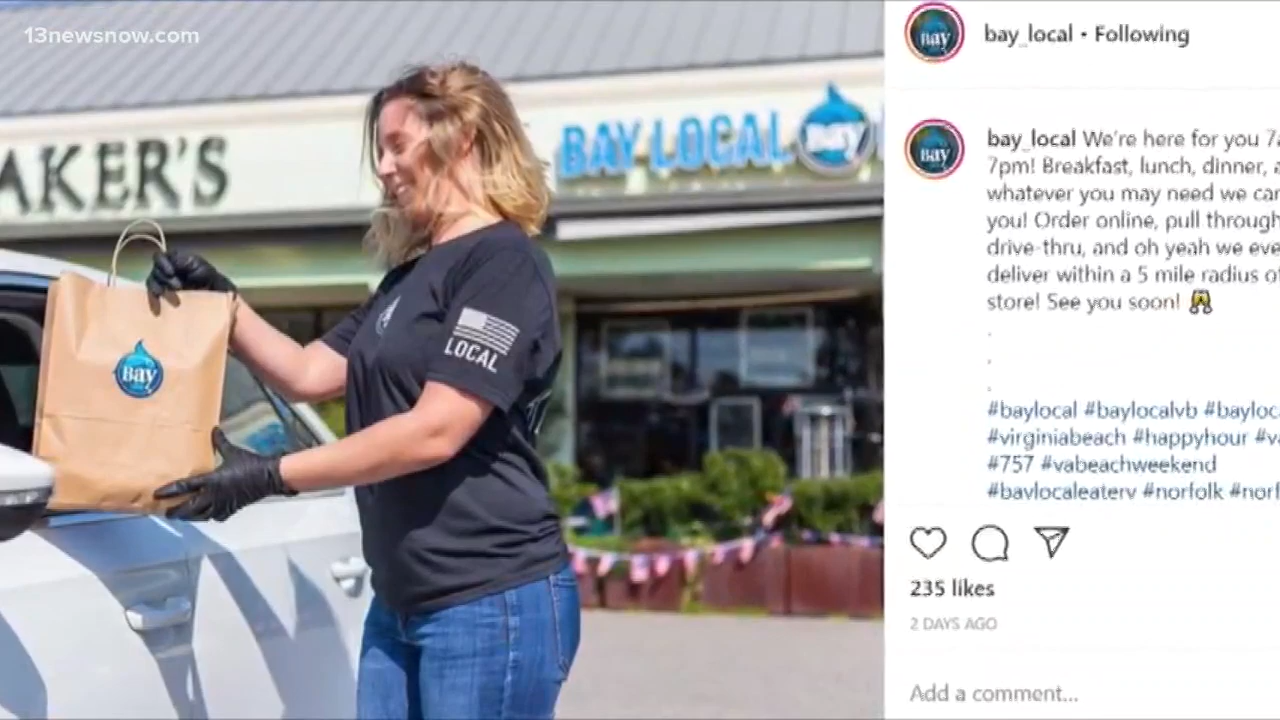 13newsnow.com
AKER'S
BAY LOCAL Bay
Bay
LOCAL
bay_local • Following
bay_local We're here for you
7pm! Breakfast, lunch, dinner,
whatever you may need we
you! Order online, pull through
drive-thru, and oh yeah we
deliver within a 5 mile radius
store! See you soon!
.
.
.
#baylocal #baylocalvb
#virginiabeach #happyhour
#757 #vabeachweekend
#baylocaleatery #norfolk
235 likes
2 DAYS AGO
Add a comment...